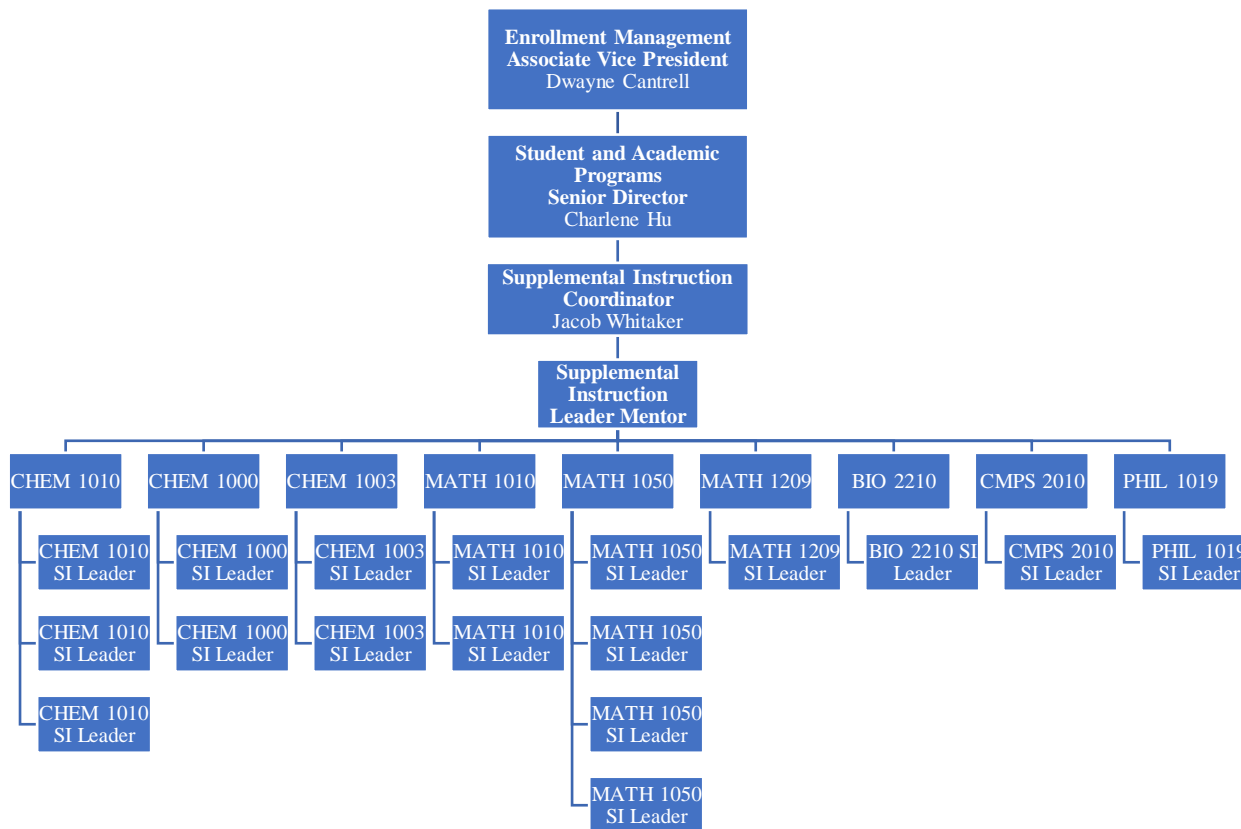 Enrollment Management
Associate Vice President
Dwayne Cantrell
Student and Academic
Programs
Senior Director
Charlene Hu
Supplemental Instruction
Coordinator
Jacob Whitaker
Supplemental
Instruction
Leader Mentor
CHEM 1010
CHEM 1000
CHEM 1003
MATH 1010
MATH 1050
MATH 1209
BIO 2210
CMPS 2010
PHIL 1019
CHEM 1010
SI Leader
CHEM 1000
SI Leader
CHEM 1003
SI Leader
MATH 1010
SI Leader
MATH 1050
SI Leader
MATH 1209
SI Leader
BIO 2210 SI
Leader
CMPS 2010
SI Leader
PHIL 1019
SI Leader
CHEM 1010
SI Leader
CHEM 1000
SI Leader
CHEM 1003
SI Leader
MATH 1010
SI Leader
MATH 1050
SI Leader
CHEM 1010
SI Leader
MATH 1050
SI Leader
MATH 1050
SI Leader